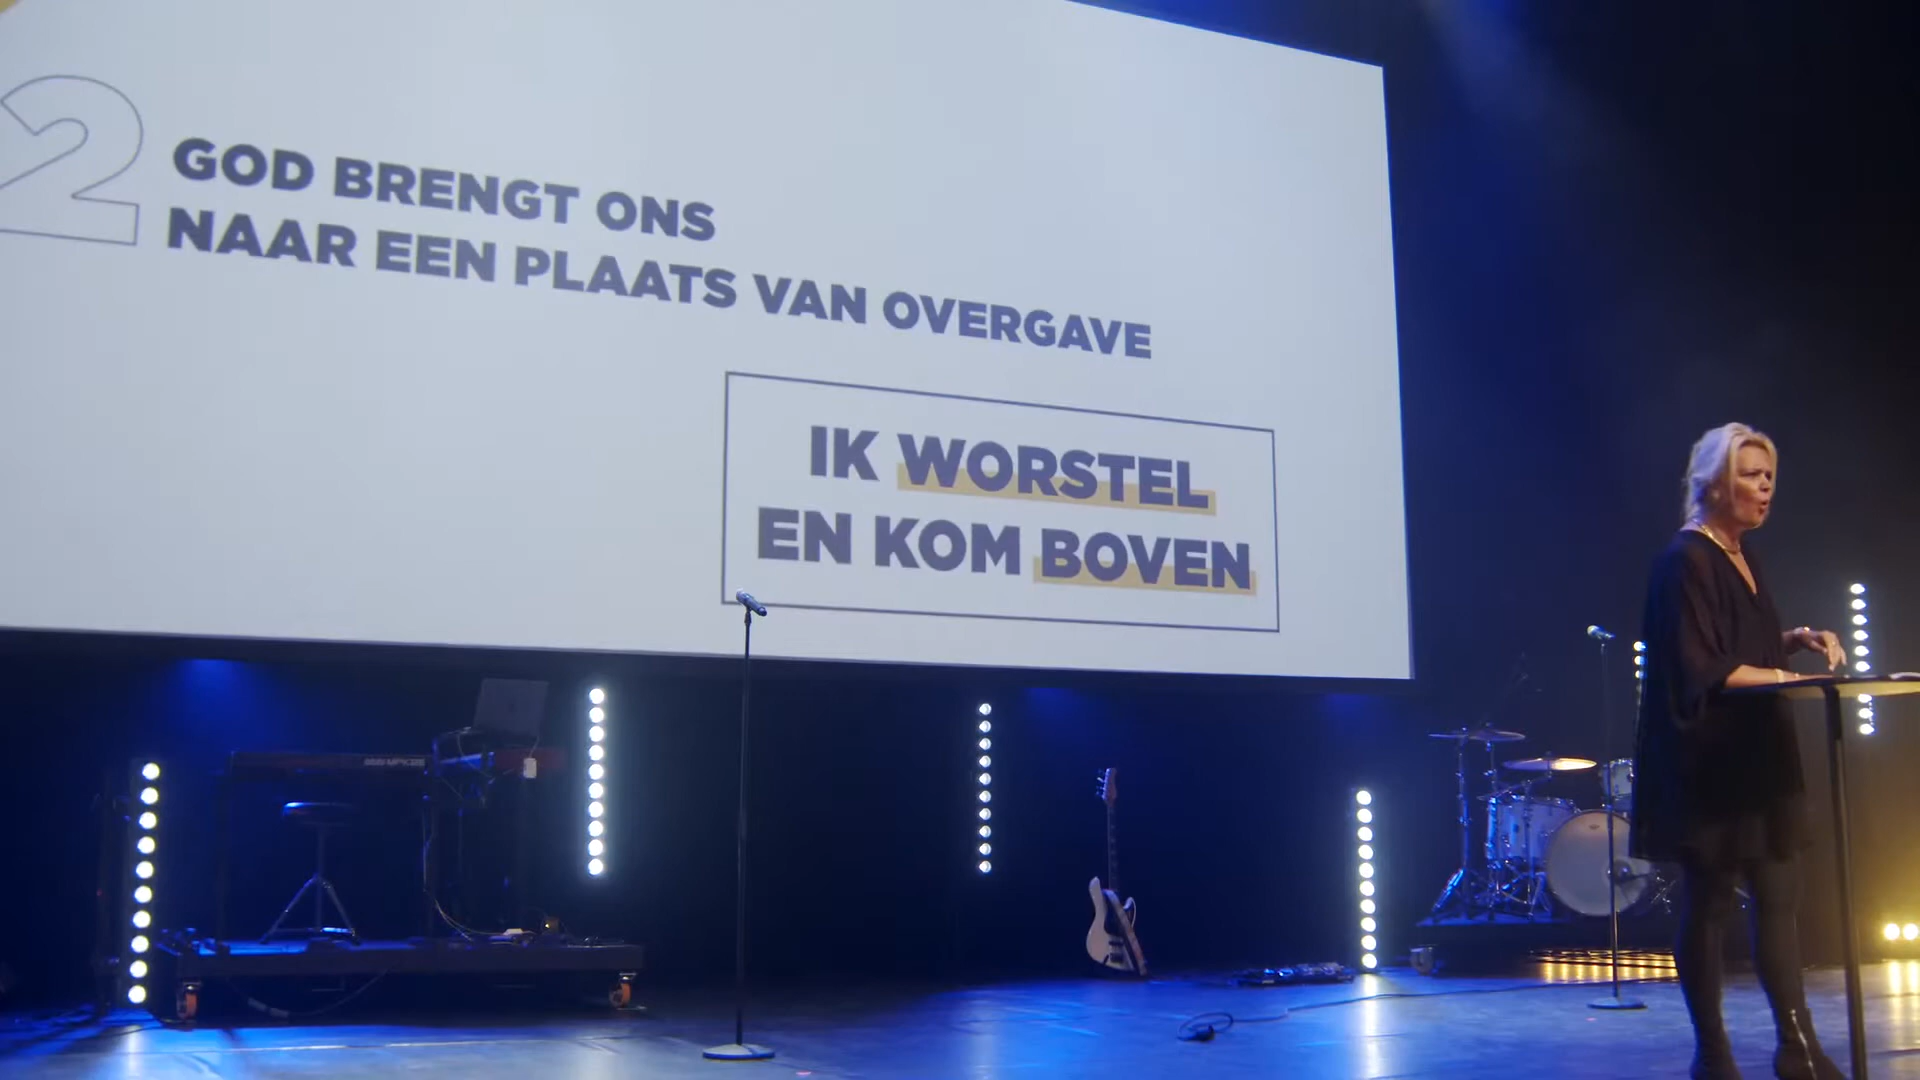 2
GOD BRENGT ONS
NAAR EEN PLAATS VAN OVERGAVE
IK WORSTEL
EN KOM BOVEN